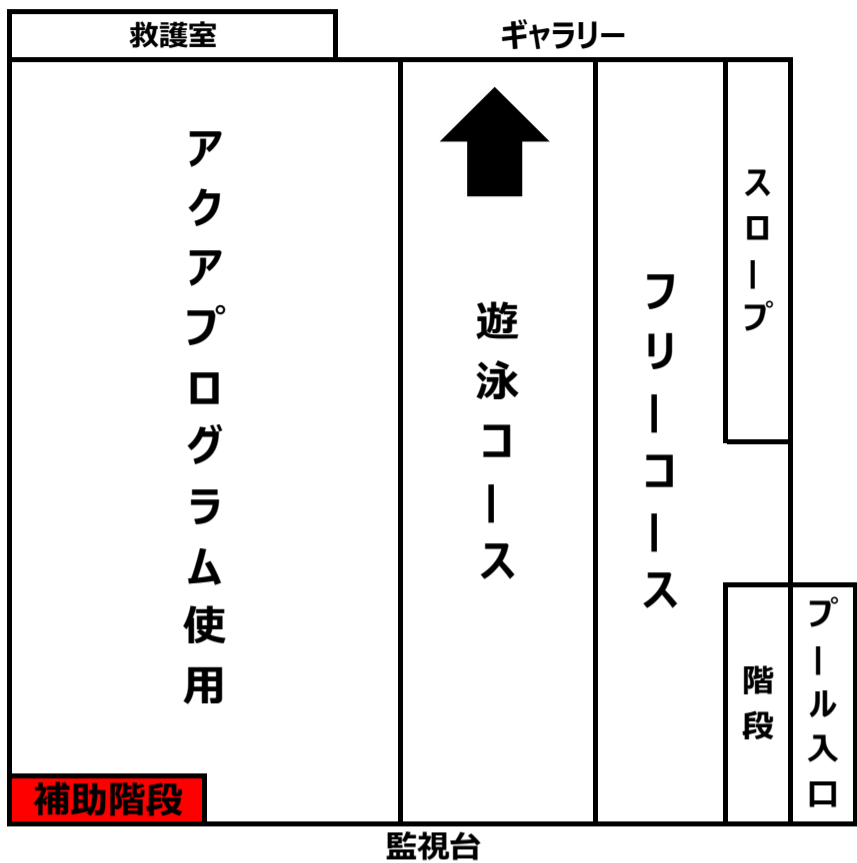 救護室
ギャラリー
アクアプログラム使用
遊泳コース
フリーコース
スロープ
階段
プール入口
補助階段
監視台